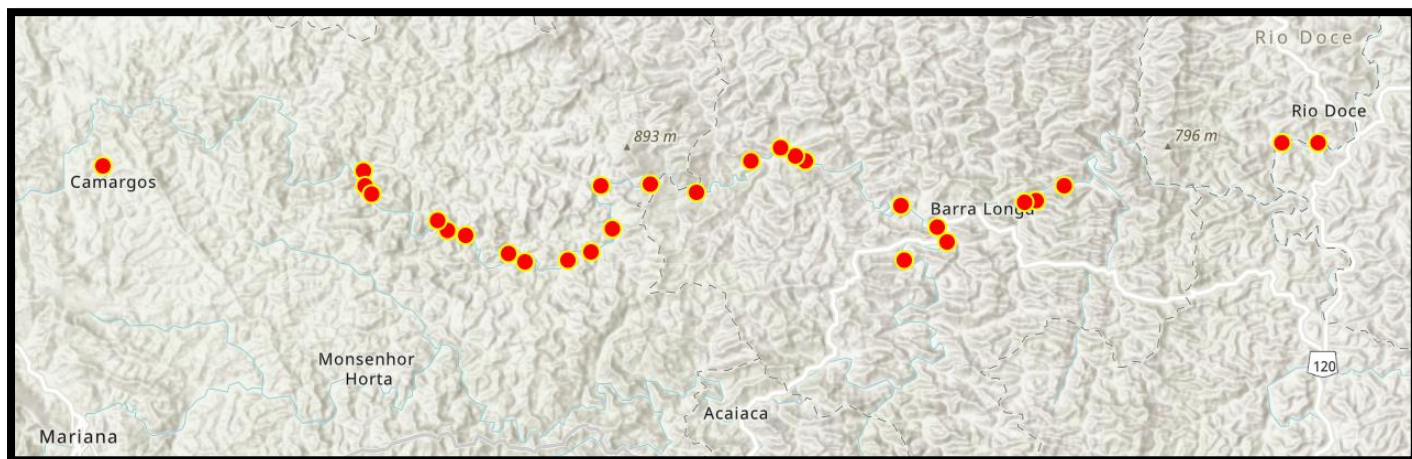 Rio Doce
Rio Doce
893 m
796 m
Camargos
Barra Longa
Monsenhor
Horta
120
Acaiaca
Mariana